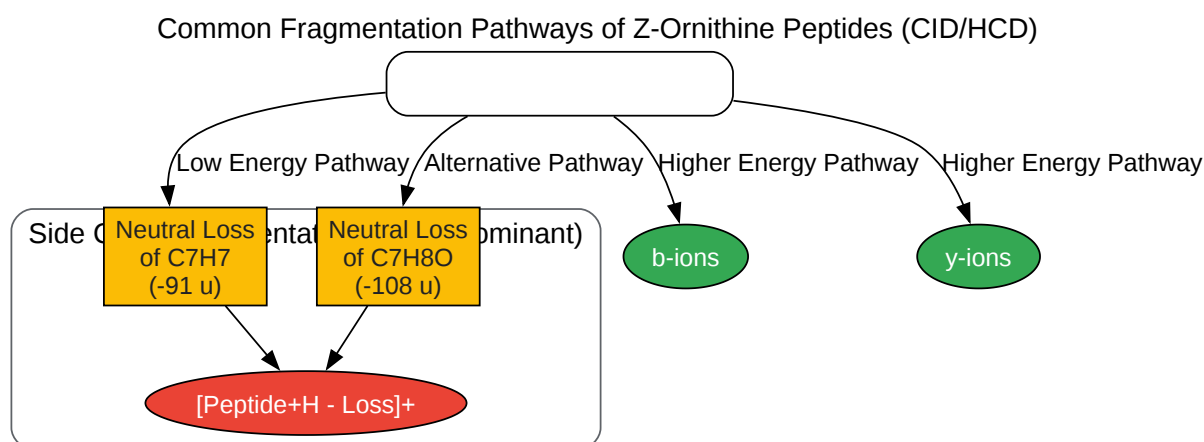 Common Fragmentation Pathways of Z-Ornithine Peptides (CID/HCD)
Low Energy Pathway
Alternative Pathway
Higher Energy Pathway
Higher Energy Pathway
Side
Neutral Loss
of C7H7
(-91 u)
Neutral Loss
of C7H8O
(-108 u)
b-ions
y-ions
[Peptide+H - Loss]+